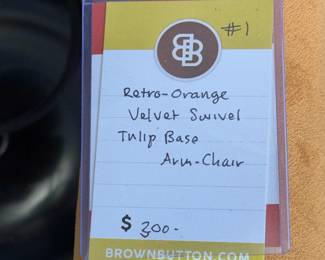 #1
Retro-Orange
Velvet Swivel
Tulip Base
Arm-Chair
$ 300-
BROWNBUTTON.COM